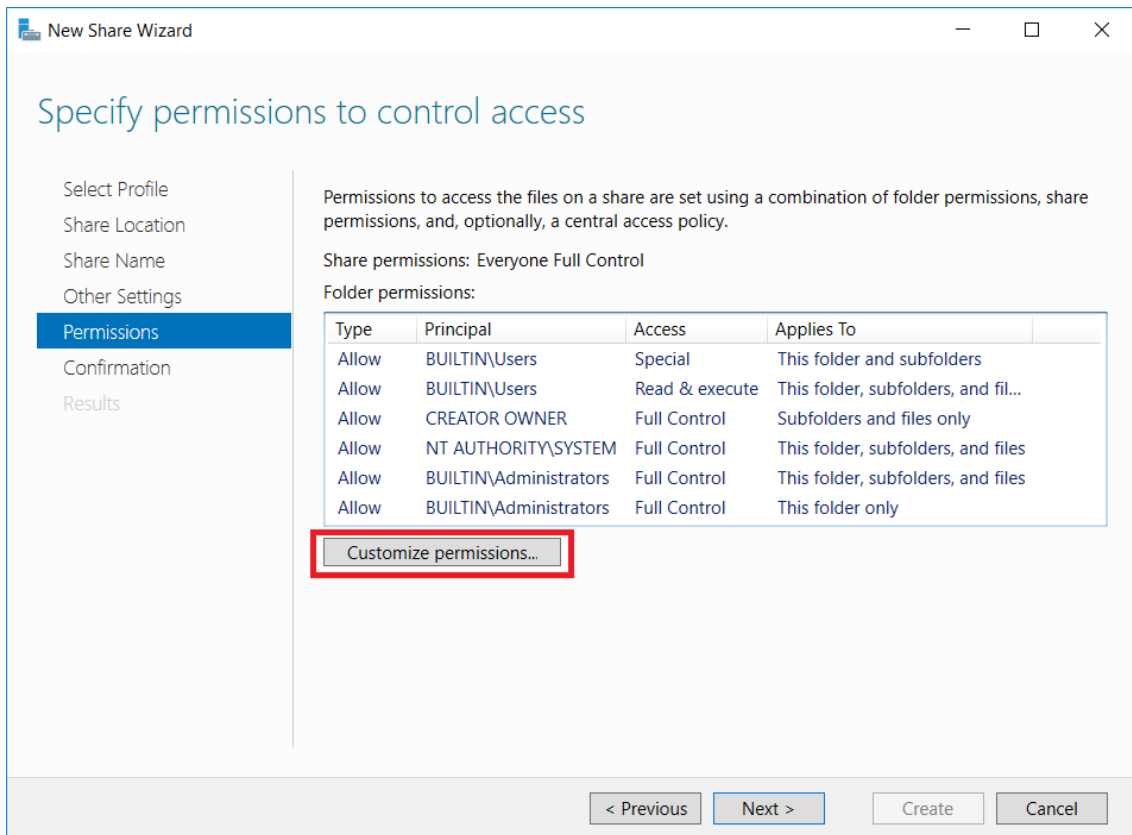 New Share Wizard
Specify permissions to control access
Select Profile
Share Location
Share Name
Other Settings
Permissions
Confirmation
Results
Permissions to access the files on a share are set using a combination of folder permissions, share
permissions, and, optionally, a central access policy.
Share permissions: Everyone Full Control
Folder permissions:
Type Principal Access Applies To
Allow BUILTIN\Users Special This folder and subfolders
Allow BUILTIN\Users Read & execute This folder, subfolders, and fil...
Allow CREATOR OWNER Full Control Subfolders and files only
Allow NT AUTHORITY\SYSTEM Full Control This folder, subfolders, and files
Allow BUILTIN\Administrators Full Control This folder, subfolders, and files
Allow BUILTIN\Administrators Full Control This folder only
Customize permissions...
< Previous Next > Create Cancel